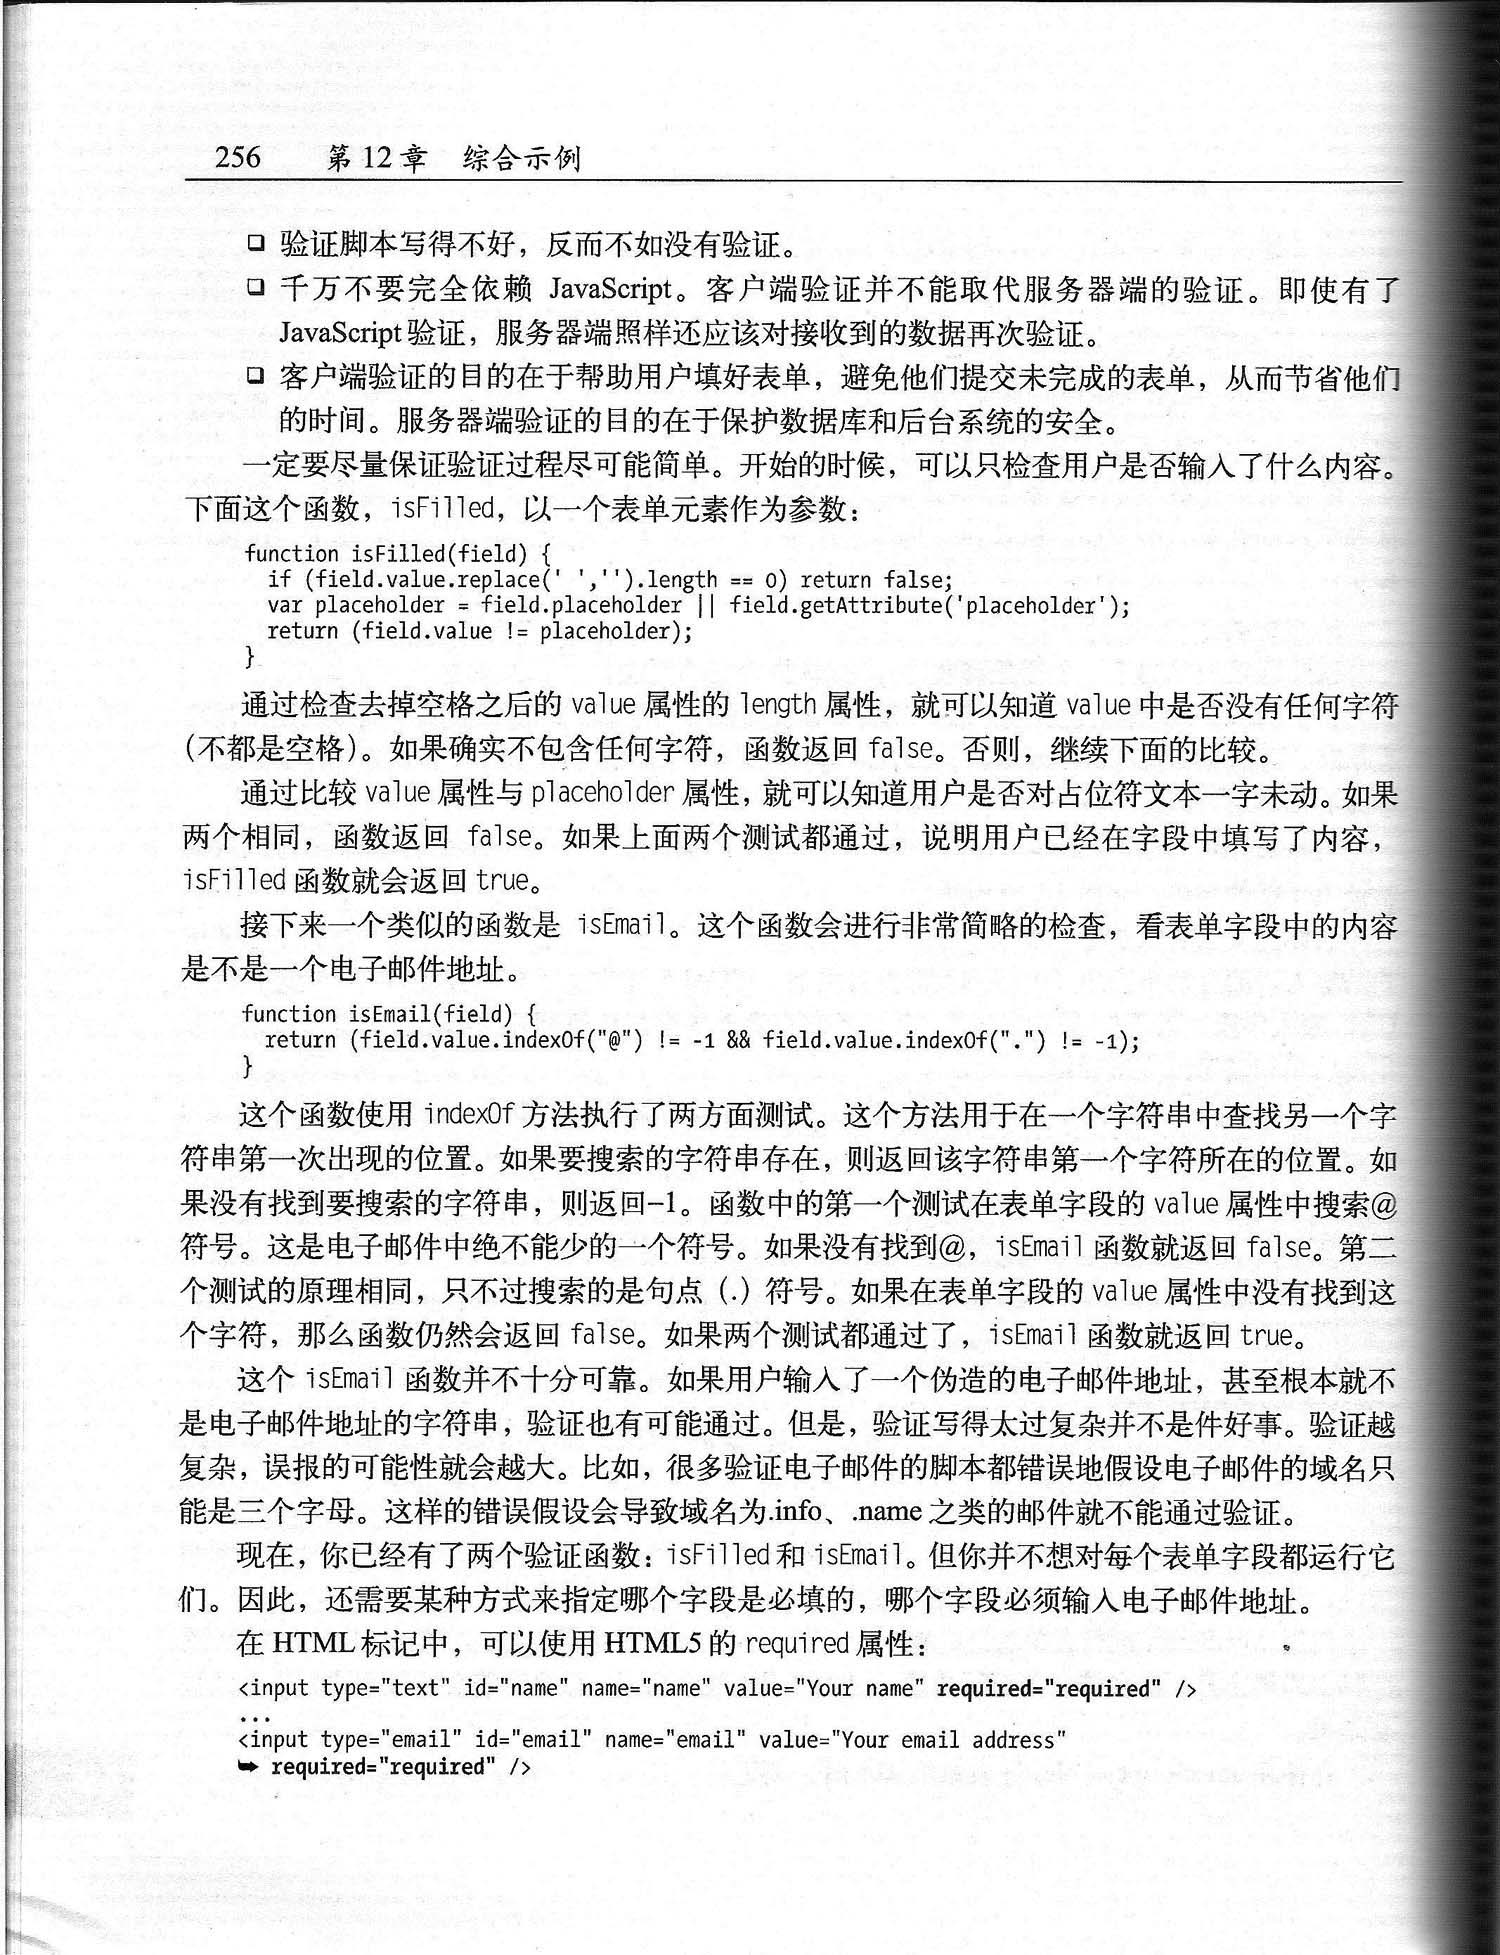 256 第12章 综合示例
❑ 验证脚本写得不好，反而不如没有验证。
❑ 千万不要完全依赖 JavaScript。客户端验证并不能取代服务器端的验证。即使有了
JavaScript验证，服务器端照样还应该对接收到的数据再次验证。
❑ 客户端验证的目的在于帮助用户填好表单，避免他们提交未完成的表单，从而节省他们
的时间。服务器端验证的目的在于保护数据库和后台系统的安全。
一定要尽量保证验证过程尽可能简单。开始的时候，可以只检查用户是否输入了什么内容。
下面这个函数，isFilled，以一个表单元素作为参数：
function isFilled(field) {
if (field.value.replace(' ','').length == 0) return false;
var placeholder = field.placeholder || field.getAttribute('placeholder');
return (field.value != placeholder);
}
通过检查去掉空格之后的 value 属性的 length 属性，就可以知道 value 中是否没有任何字符
（不都是空格）。如果确实不包含任何字符，函数返回 false。否则，继续下面的比较。
通过比较 value 属性与 placeholder 属性，就可以知道用户是否对占位符文本一字未动。如果
两个相同，函数返回 false。如果上面两个测试都通过，说明用户已经在字段中填写了内容，
isFilled 函数就会返回 true。
接下来一个类似的函数是 isEmail。这个函数会进行非常简略的检查，看表单字段中的内容
是不是一个电子邮件地址。
function isEmail(field) {
return (field.value.indexOf("@") != -1 && field.value.indexOf(".") != -1);
}
这个函数使用 indexOf 方法执行了两方面测试。这个方法用于在一个字符串中查找另一个字
符串第一次出现的位置。如果要搜索的字符串存在，则返回该字符串第一个字符所在的位置。如
果没有找到要搜索的字符串，则返回-1。函数中的第一个测试在表单字段的 value 属性中搜索@
符号。这是电子邮件中绝不能少的一个符号。如果没有找到@，isEmail 函数就返回 false。第二
个测试的原理相同，只不过搜索的是句点（.）符号。如果在表单字段的 value 属性中没有找到这
个字符，那么函数仍然会返回 false。如果两个测试都通过了，isEmail 函数就返回 true。
这个 isEmail 函数并不十分可靠。如果用户输入了一个伪造的电子邮件地址，甚至根本就不
是电子邮件地址的字符串，验证也有可能通过。但是，验证写得太过复杂并不是件好事。验证越
复杂，误报的可能性就会越大。比如，很多验证电子邮件的脚本都错误地假设电子邮件的域名只
能是三个字母。这样的错误假设会导致域名为.info、.name 之类的邮件就不能通过验证。
现在，你已经有了两个验证函数：isFilled 和 isEmail。但你并不想对每个表单字段都运行它
们。因此，还需要某种方式来指定哪个字段是必填的，哪个字段必须输入电子邮件地址。
在 HTML 标记中，可以使用 HTML5 的 required 属性：
<input type="text" id="name" name="name" value="Your name" required="required" />
...
<input type="email" id="email" name="email" value="Your email address"
➥ required="required" />